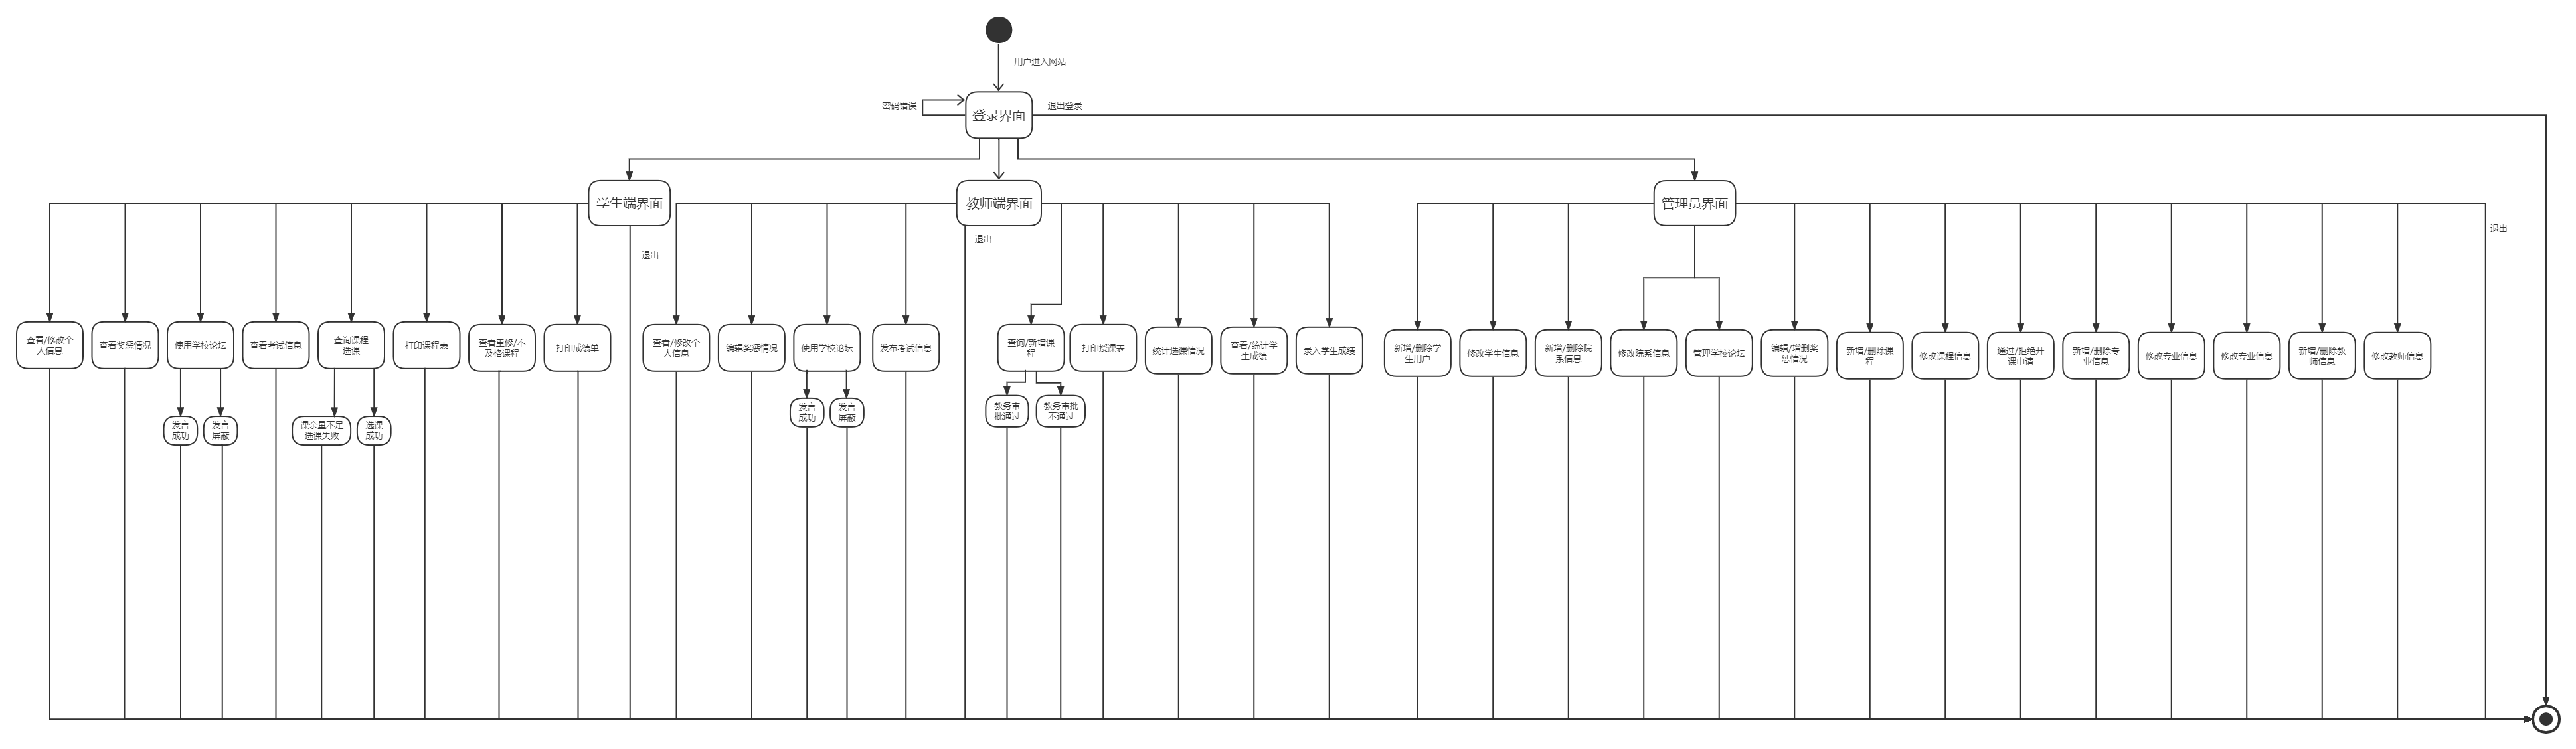 用户进入网站
密码错误
退出登录
登录界面
学生端界面
教师端界面
管理员界面
退出
退出
退出
查看/修改个
人信息
查看奖惩情况
使用学校论坛
查看考试信息
查询课程
选课
打印课程表
查看重修/不
及格课程
打印成绩单
查看/修改个
人信息
编辑奖惩情况
使用学校论坛
发布考试信息
查询/新增课
程
打印授课表
统计选课情况
查看/统计学
生成绩
录入学生成绩
新增/删除学
生用户
修改学生信息
新增/删除院
系信息
修改院系信息
管理学校论坛
编辑/增删奖
惩情况
新增/删除课
程
修改课程信息
通过/拒绝开
课申请
新增/删除专
业信息
修改专业信息
修改专业信息
新增/删除教
师信息
修改教师信息
发言
成功
发言
屏蔽
课余量不足
选课失败
选课
成功
发言
成功
发言
屏蔽
教务审
批通过
教务审批
不通过